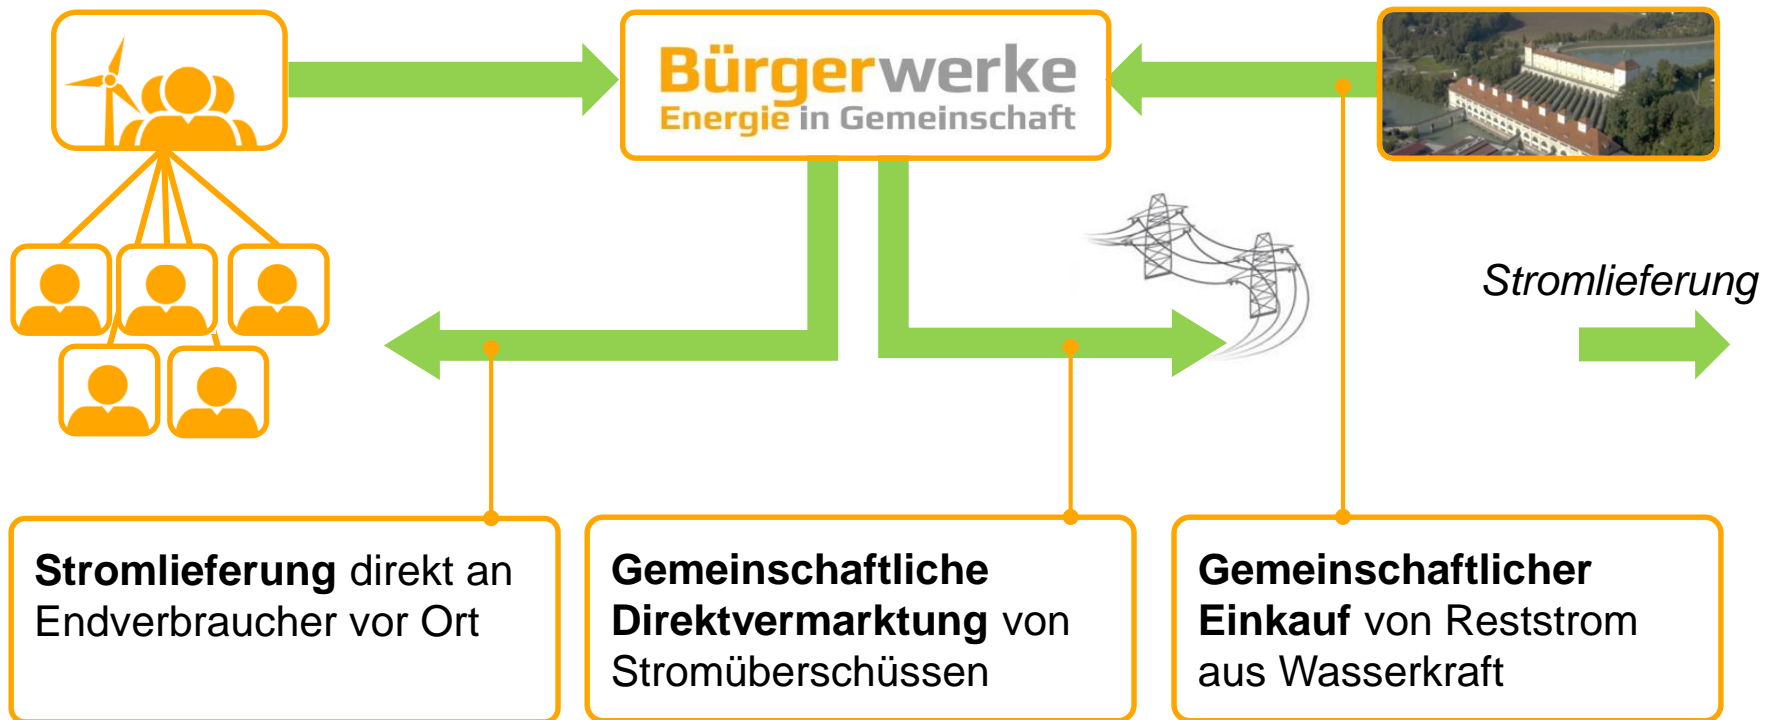 Bürgerwerke
Energie in Gemeinschaft
Stromlieferung
Stromlieferung direkt an
Endverbraucher vor Ort
Gemeinschaftliche
Direktvermarktung von
Stromüberschüssen
Gemeinschaftlicher
Einkauf von Reststrom
aus Wasserkraft